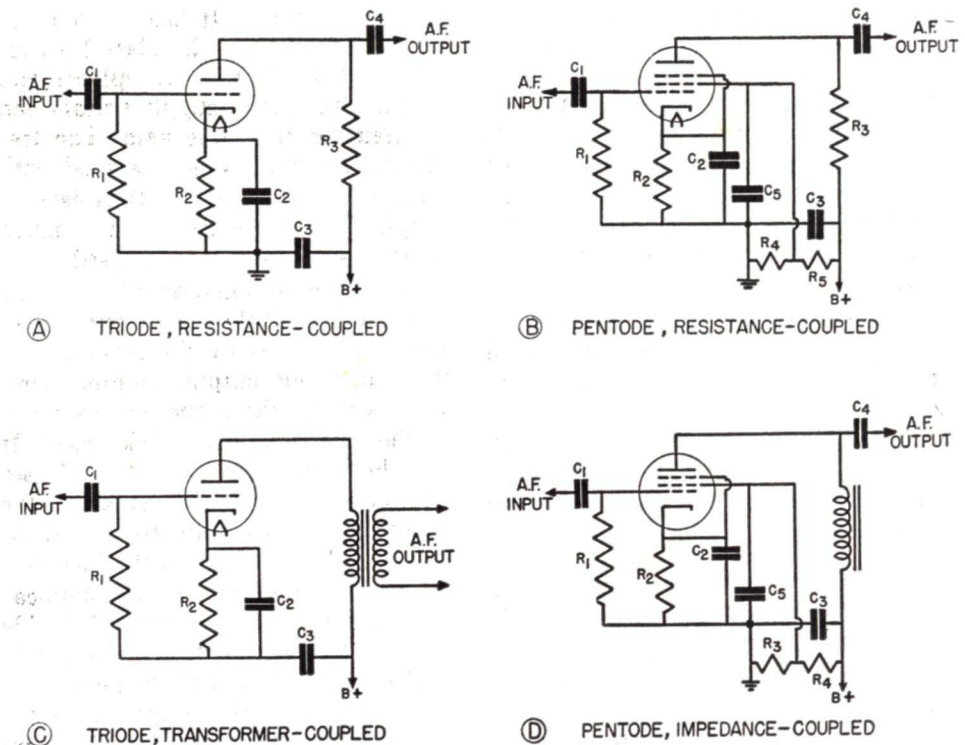 C4
A.F.
OUTPUT
C1
A.F.
INPUT
R1
R2
C2
R3
C3
B+
Ⓐ TRIODE, RESISTANCE-COUPLED
C4
A.F.
OUTPUT
C1
A.F.
INPUT
R1
R2
C2
C5
R3
C3
R4
R5
B+
Ⓑ PENTODE, RESISTANCE-COUPLED
C1
A.F.
INPUT
R1
R2
C2
A.F.
OUTPUT
C3
B+
Ⓒ TRIODE, TRANSFORMER-COUPLED
C4
A.F.
OUTPUT
C1
A.F.
INPUT
R1
R2
C2
C5
C3
R3
R4
B+
Ⓓ PENTODE, IMPEDANCE-COUPLED